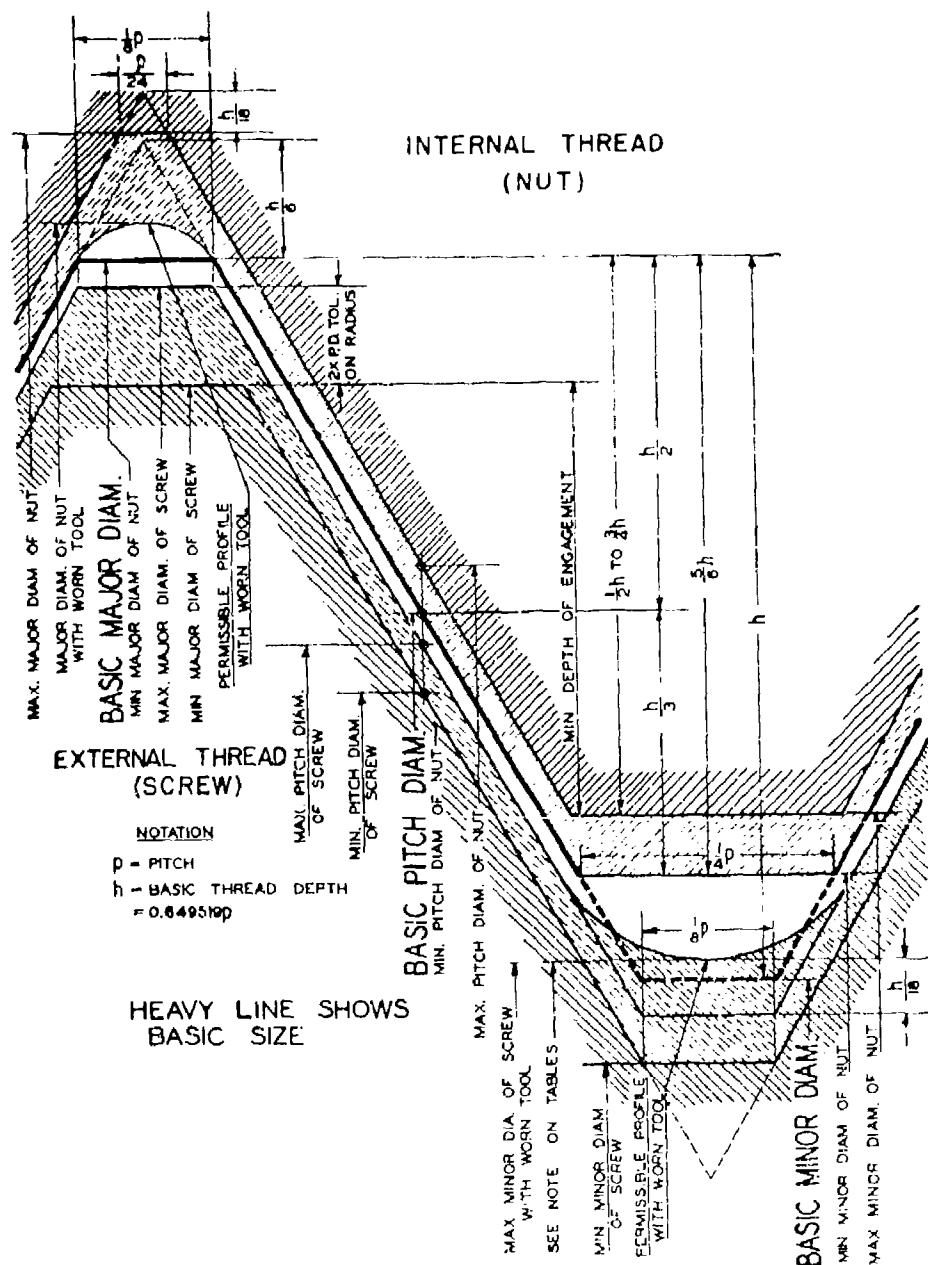 1/8 p
p/24
h/18
INTERNAL THREAD
(NUT)
h/6
2X P.D. TOL.
ON RADIUS
MAX. MAJOR DIAM OF NUT
MAJOR DIAM. OF NUT
WITH WORN TOOL
BASIC MAJOR DIAM.
MIN MAJOR DIAM OF NUT
MAX. MAJOR DIAM. OF SCREW
MIN MAJOR DIAM OF SCREW
PERMISSIBLE PROFILE
WITH WORN TOOL
MIN DEPTH OF ENGAGEMENT
1/2 h TO 3/4 h
h/2
5/6 h
h
h/3
EXTERNAL THREAD
(SCREW)
NOTATION
p = PITCH
h = BASIC THREAD DEPTH
= 0.649519p
MAX. PITCH DIAM.
OF SCREW
MIN. PITCH DIAM.
OF SCREW
BASIC PITCH DIAM.
MIN. PITCH DIAM OF NUT
MAX. PITCH DIAM. OF NUT
1/4 p
1/8 p
h/18
HEAVY LINE SHOWS
BASIC SIZE
MAX MINOR DIA. OF SCREW
WITH WORN TOOL
SEE NOTE ON TABLES
MIN MINOR DIAM
OF SCREW
PERMISSIBLE PROFILE
WITH WORN TOOL
BASIC MINOR DIAM.
MIN MINOR DIAM OF NUT
MAX MINOR DIAM. OF NUT